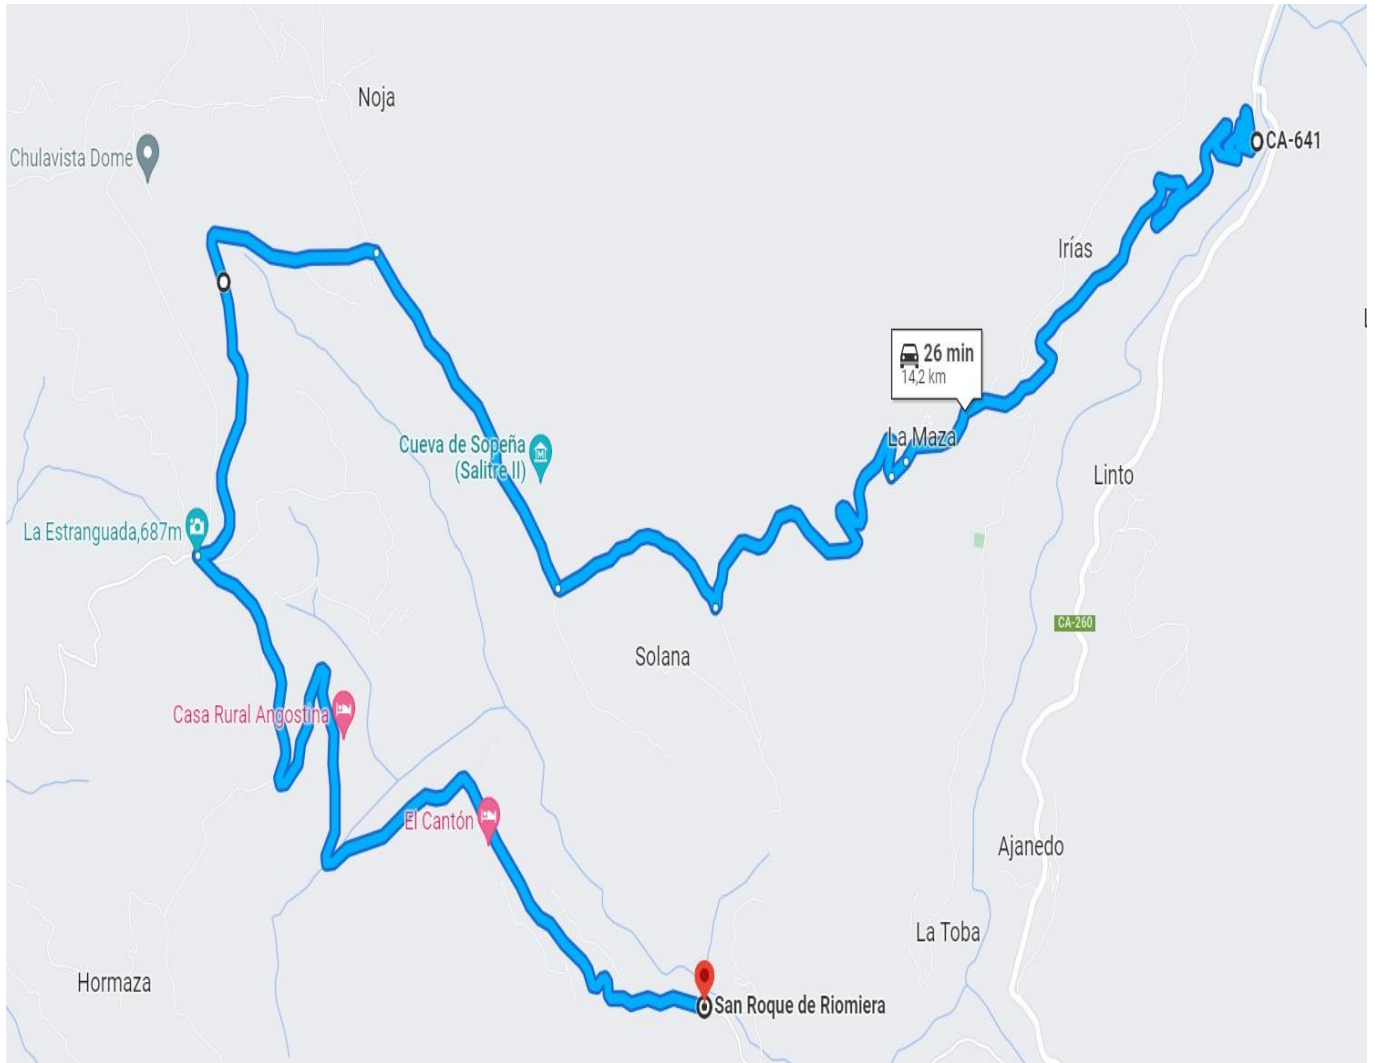 Noja
Chulavista Dome
CA-641
Irías
26 min
14,2 km
La Maza
Cueva de Sopeña
(Salitre II)
Linto
La Estranguada,687m
CA-260
Solana
Casa Rural Angostina
El Cantón
Ajanedo
La Toba
Hormaza
San Roque de Riomiera